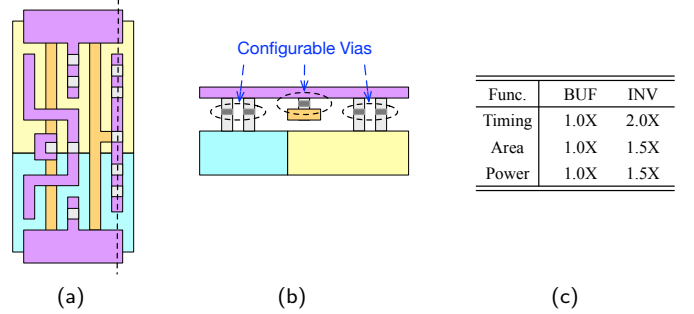 Configurable Vias
Func. BUF INV
Timing 1.0X 2.0X
Area 1.0X 1.5X
Power 1.0X 1.5X
(a) (b) (c)